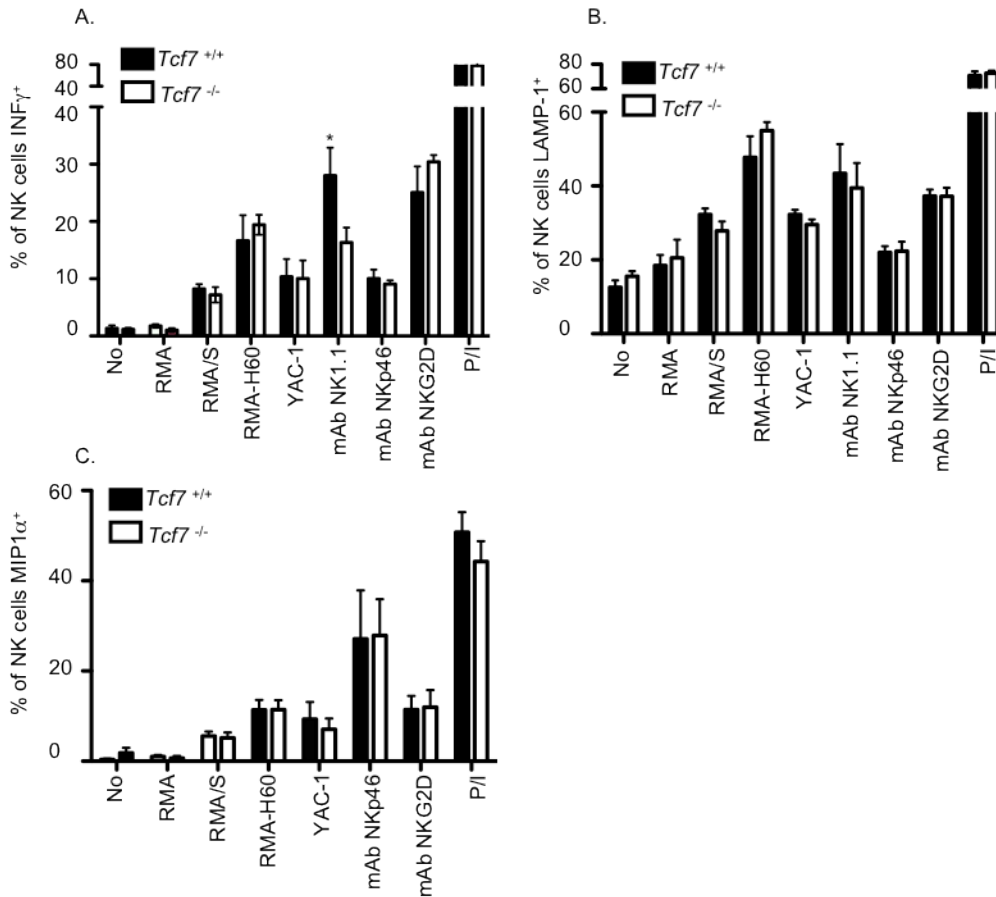 A.
% of NK cells INFγ⁺
Tcf7 +/+
Tcf7 -/-
80
40
40
30
20
10
0
*
No
RMA
RMA/S
RMA-H60
YAC-1
mAb NK1.1
mAb NKp46
mAb NKG2D
P/I
B.
% of NK cells LAMP-1⁺
Tcf7 +/+
Tcf7 -/-
80
60
60
40
20
0
No
RMA
RMA/S
RMA-H60
YAC-1
mAb NK1.1
mAb NKp46
mAb NKG2D
P/I
C.
% of NK cells MIP1α⁺
Tcf7 +/+
Tcf7 -/-
60
40
20
0
No
RMA
RMA/S
RMA-H60
YAC-1
mAb NKp46
mAb NKG2D
P/I